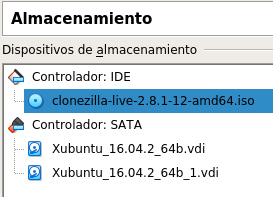 Almacenamiento
Dispositivos de almacenamiento
Controlador: IDE
clonezilla-live-2.8.1-12-amd64.iso
Controlador: SATA
Xubuntu_16.04.2_64b.vdi
Xubuntu_16.04.2_64b_1.vdi